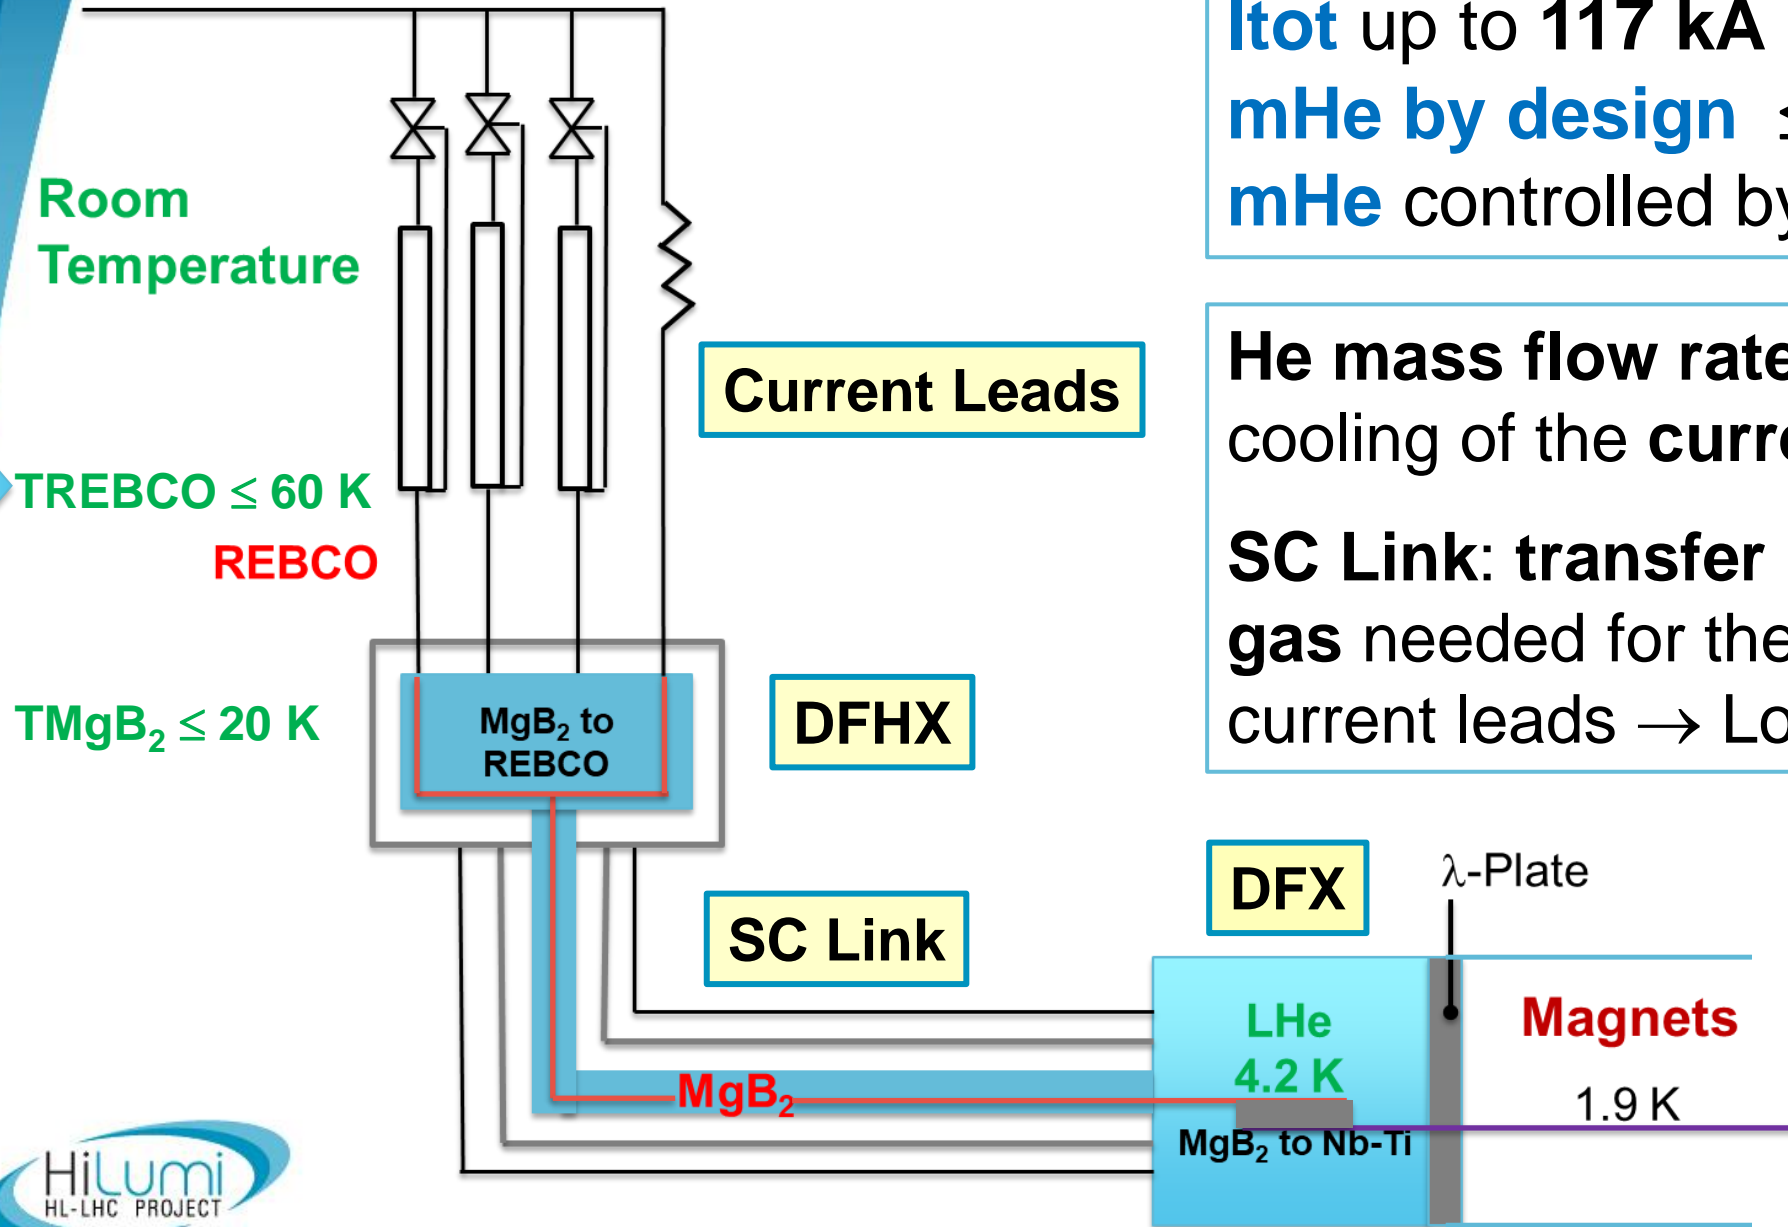 Itot up to 117 kA
mHe by design ≤
mHe controlled by
Room
Temperature
He mass flow rate
cooling of the
Current Leads
TREBCO ≤ 60 K
REBCO
SC Link: transfer
gas needed for the
current leads →
TMgB₂ ≤ 20 K
MgB₂ to
REBCO
DFHX
DFX
λ-Plate
SC Link
LHe
4.2 K
Magnets
1.9 K
MgB₂
MgB₂ to Nb-Ti
HiLumi
HL-LHC PROJECT